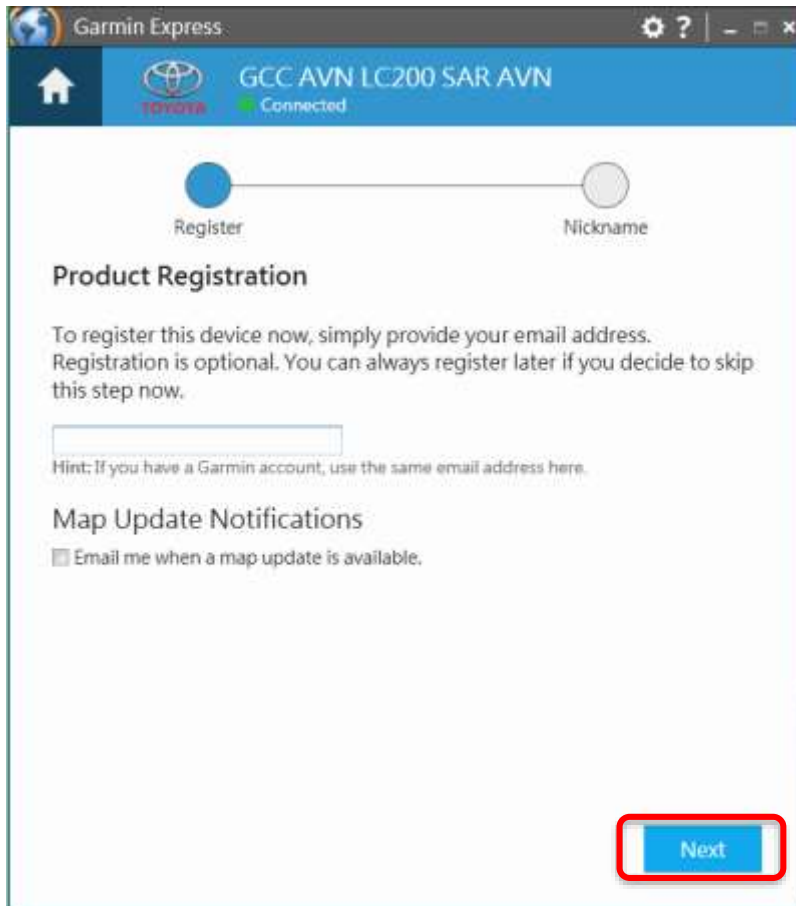 Garmin Express
?
GCC AVN LC200 SAR AVN
TOYOTA
Connected
Register
Nickname
Product Registration
To register this device now, simply provide your email address.
Registration is optional. You can always register later if you decide to skip
this step now.
Hint: If you have a Garmin account, use the same email address here.
Map Update Notifications
Email me when a map update is available.
Next